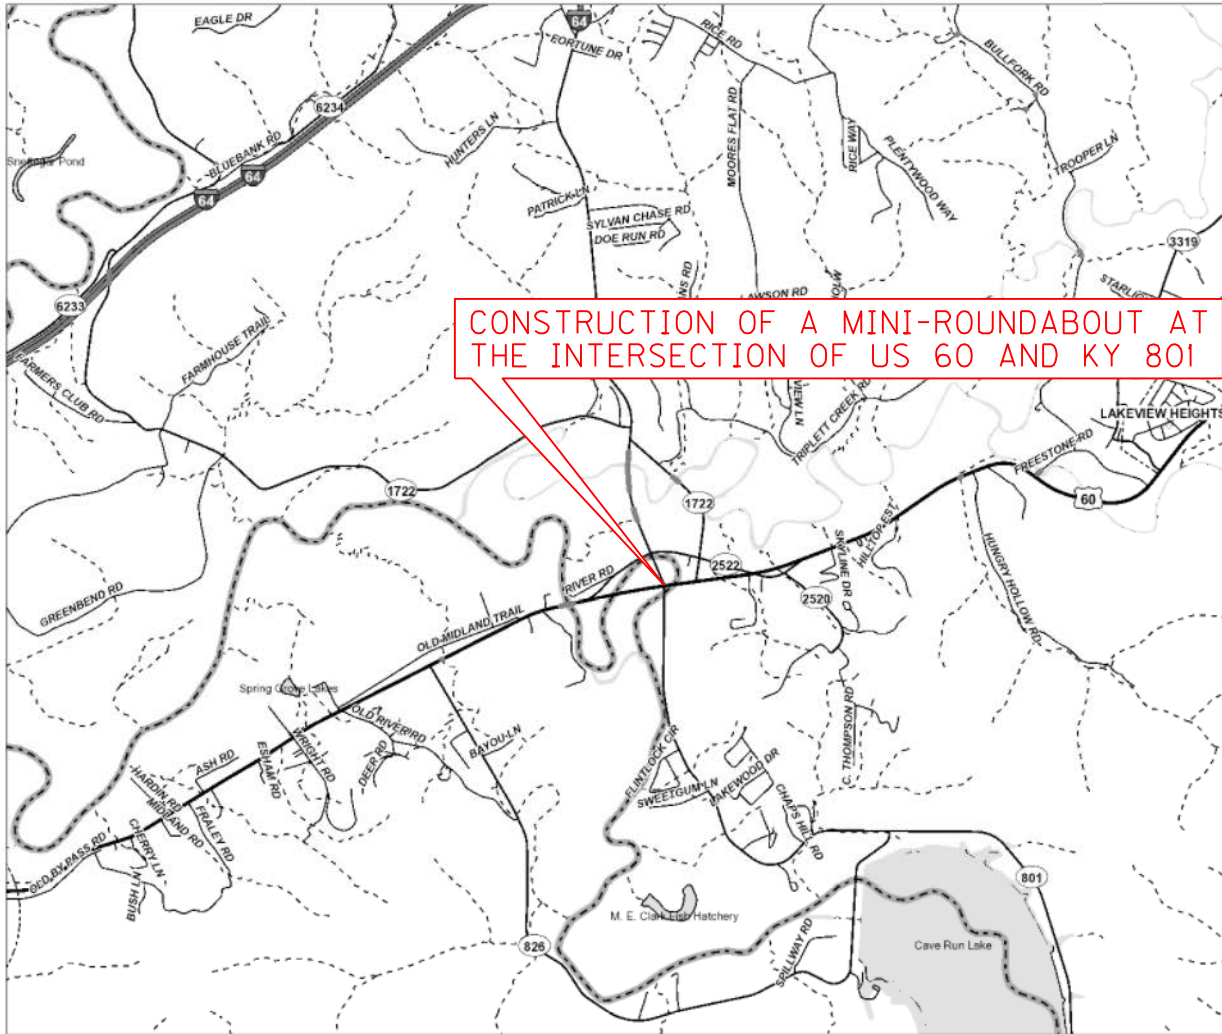 EAGLE DR
64
FORTUNE DR
RICE RD
BULLFORK RD
6234
BLUEBANK RD
HUNTERS LN
MOORES FLAT RD
RICE WAY
PLENTYWOOD WAY
TROOPER LN
Pond
64
64
PATRICK LN
SYLVAN CHASE RD
DOE RUN RD
3319
6233
LAWSON RD
CONSTRUCTION OF A MINI-ROUNDABOUT AT
THE INTERSECTION OF US 60 AND KY 801
FARMHOUSE TRAIL
FARMERS CLUB RD
VIEW LN
TRIPLETT CREEK RD
LAKEVIEW HEIGHTS
FREESTONE RD
1722
1722
60
HILLTOP EST
SKYLINE DR
HUNGRY HOLLOW RD
2522
2520
RIVER RD
GREENBEND RD
OLD MIDLAND TRAIL
Spring Grove Lakes
OLD RIVER RD
WRIGHT RD
BAYOU LN
C. THOMPSON RD
DEER RD
ESHAM RD
ASH RD
HARDIN RD
MIDLAND RD
FRALEY RD
FLINTLOCK CIR
SWEETGUM LN
LAKEWOOD DR
CHAPS HILL RD
OLD BY PASS RD
CHERRY LN
BUSH LN
801
M. E. Clark Fish Hatchery
826
SPILLWAY RD
Cave Run Lake